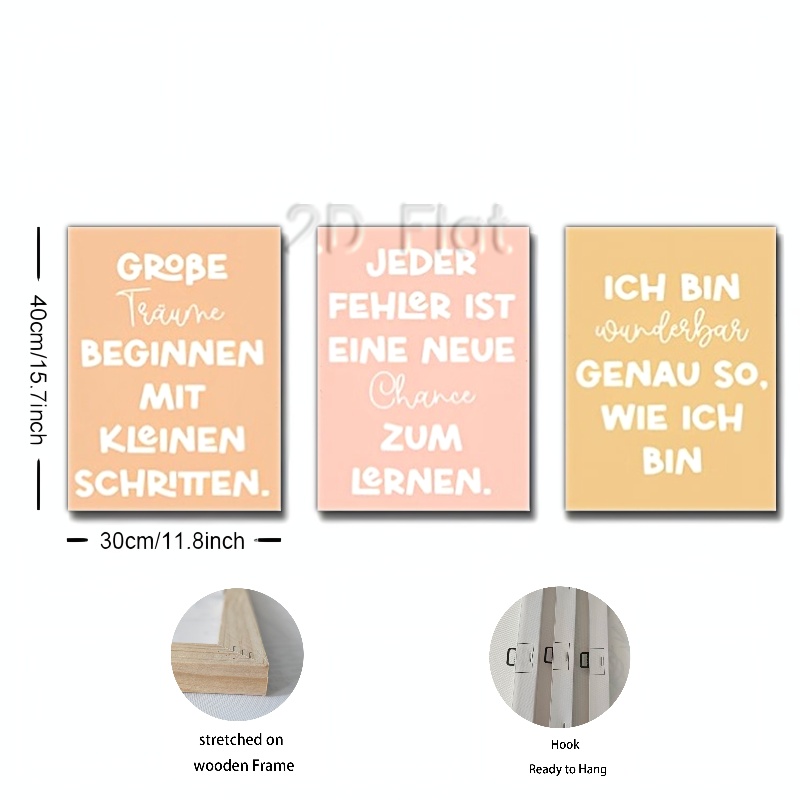 2D Flat
GROßE
Träume
BEGINNEN
MIT
KLeINEN
SCHRITTEN.
JEDER
FEHLeR IST
EINE NEUE
Chance
ZUM
LeRNEN.
ICH BIN
wunderbar
GENAU SO,
WIE ICH
BIN
40cm/15.7inch
30cm/11.8inch
stretched on
wooden Frame
Hook
Ready to Hang